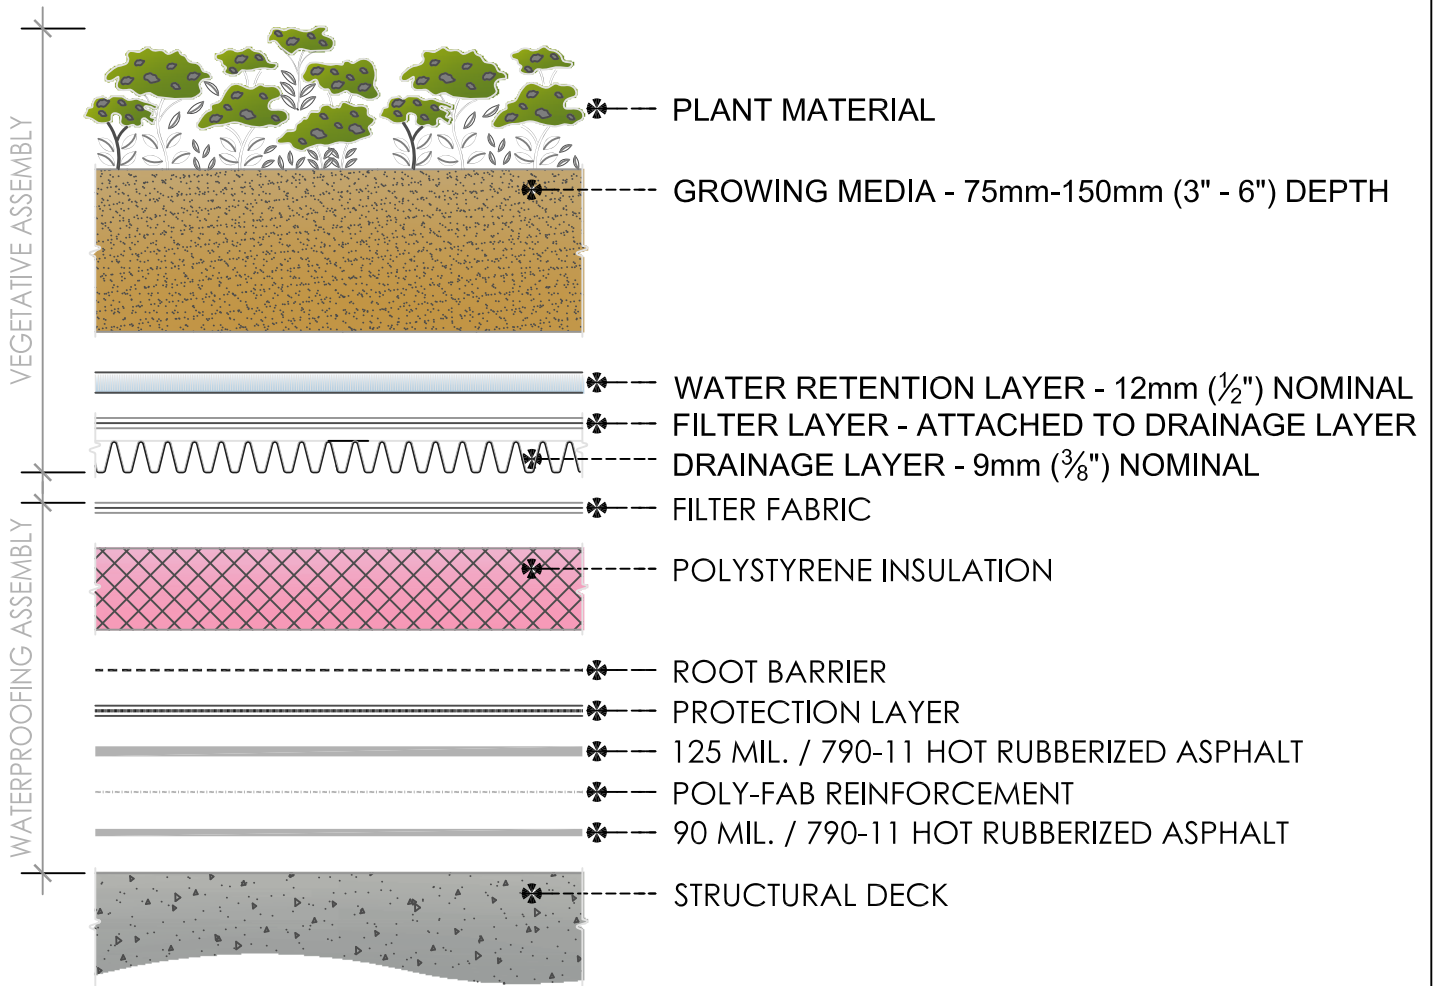 VEGETATIVE ASSEMBLY
PLANT MATERIAL
GROWING MEDIA - 75mm-150mm (3" - 6") DEPTH
WATER RETENTION LAYER - 12mm (½") NOMINAL
FILTER LAYER - ATTACHED TO DRAINAGE LAYER
DRAINAGE LAYER - 9mm (⅜") NOMINAL
WATERPROOFING ASSEMBLY
FILTER FABRIC
POLYSTYRENE INSULATION
ROOT BARRIER
PROTECTION LAYER
125 MIL. / 790-11 HOT RUBBERIZED ASPHALT
POLY-FAB REINFORCEMENT
90 MIL. / 790-11 HOT RUBBERIZED ASPHALT
STRUCTURAL DECK